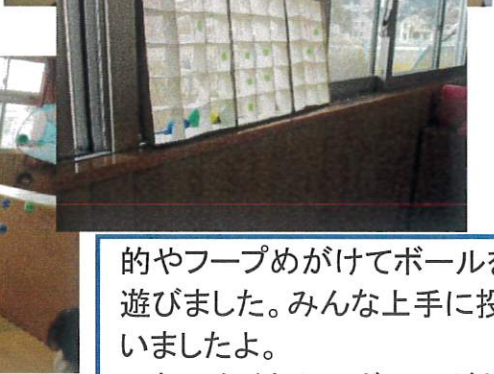 的やフープめがけてボールを
遊びました。みんな上手に投
いましたよ。